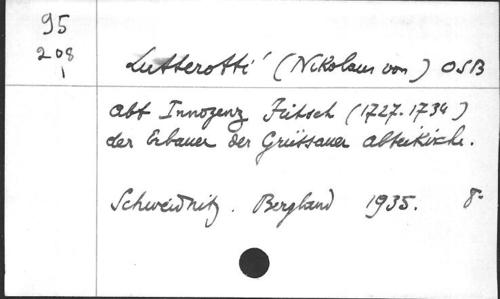 95
208
1
Lutterotti (Nikolaus von) OSB
Abt Innozenz Fritsch (1727-1734)
der Erbauer der Grüssauer Abteikirche.
Schweidnitz. Bergland 1935. 8°